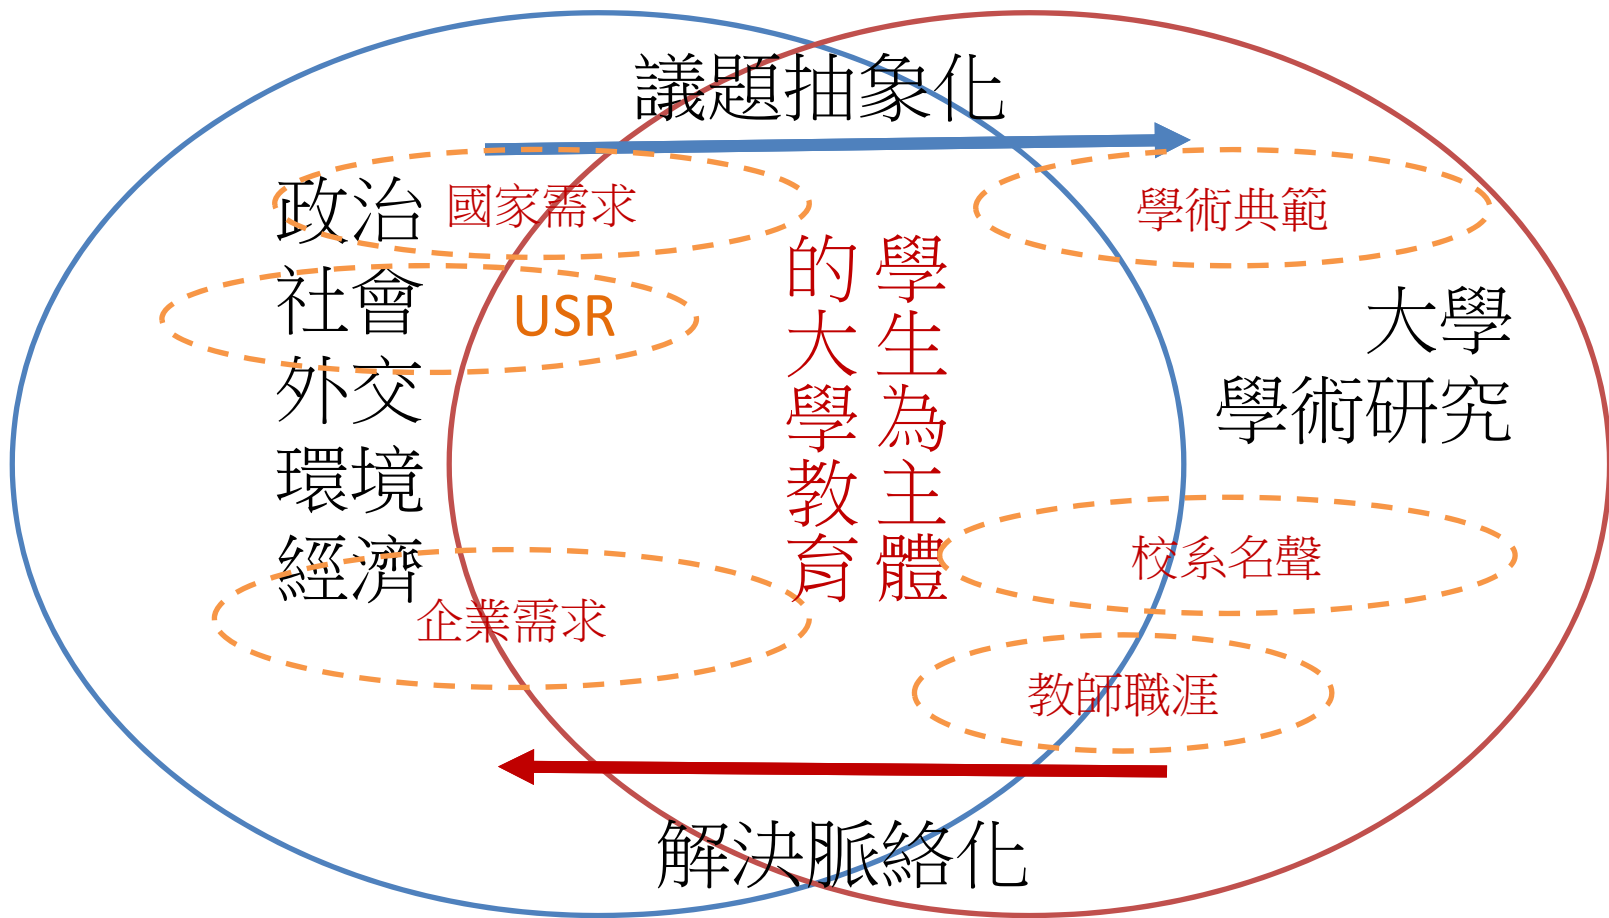 議題抽象化
政治
社會
外交
環境
經濟
國家需求
USR
企業需求
學生為主體
的大學教育
學術典範
大學
學術研究
校系名聲
教師職涯
解決脈絡化